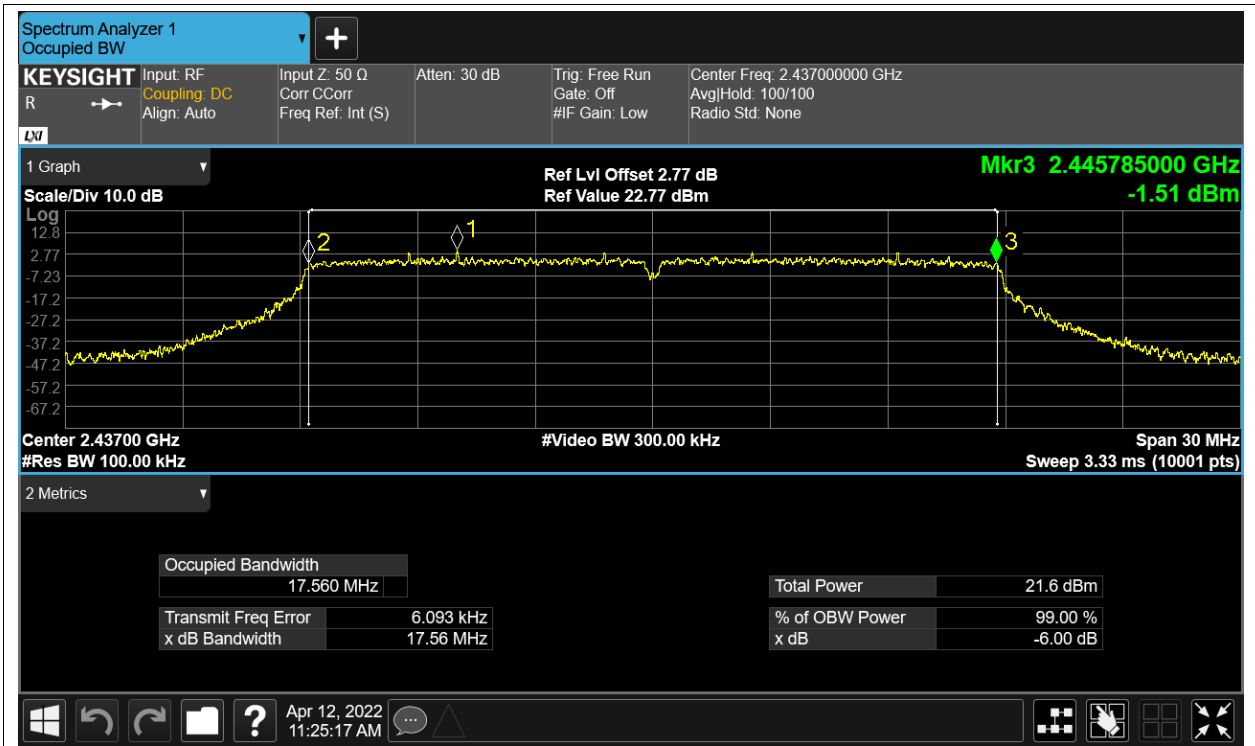 Spectrum Analyzer 1
Occupied BW
+
KEYSIGHT
R
LXI
Input: RF
Coupling: DC
Align: Auto
Input Z: 50 Ω
Corr CCorr
Freq Ref: Int (S)
Atten: 30 dB
Trig: Free Run
Gate: Off
#IF Gain: Low
Center Freq: 2.437000000 GHz
Avg|Hold: 100/100
Radio Std: None
1 Graph
Scale/Div 10.0 dB
Ref Lvl Offset 2.77 dB
Ref Value 22.77 dBm
Mkr3 2.445785000 GHz
-1.51 dBm
Log
12.8
2.77
-7.23
-17.2
-27.2
-37.2
-47.2
-57.2
-67.2
2
1
3
Center 2.43700 GHz
#Res BW 100.00 kHz
#Video BW 300.00 kHz
Span 30 MHz
Sweep 3.33 ms (10001 pts)
2 Metrics
Occupied Bandwidth
17.560 MHz
Transmit Freq Error 6.093 kHz
x dB Bandwidth 17.56 MHz
Total Power 21.6 dBm
% of OBW Power 99.00 %
x dB -6.00 dB
?
Apr 12, 2022
11:25:17 AM